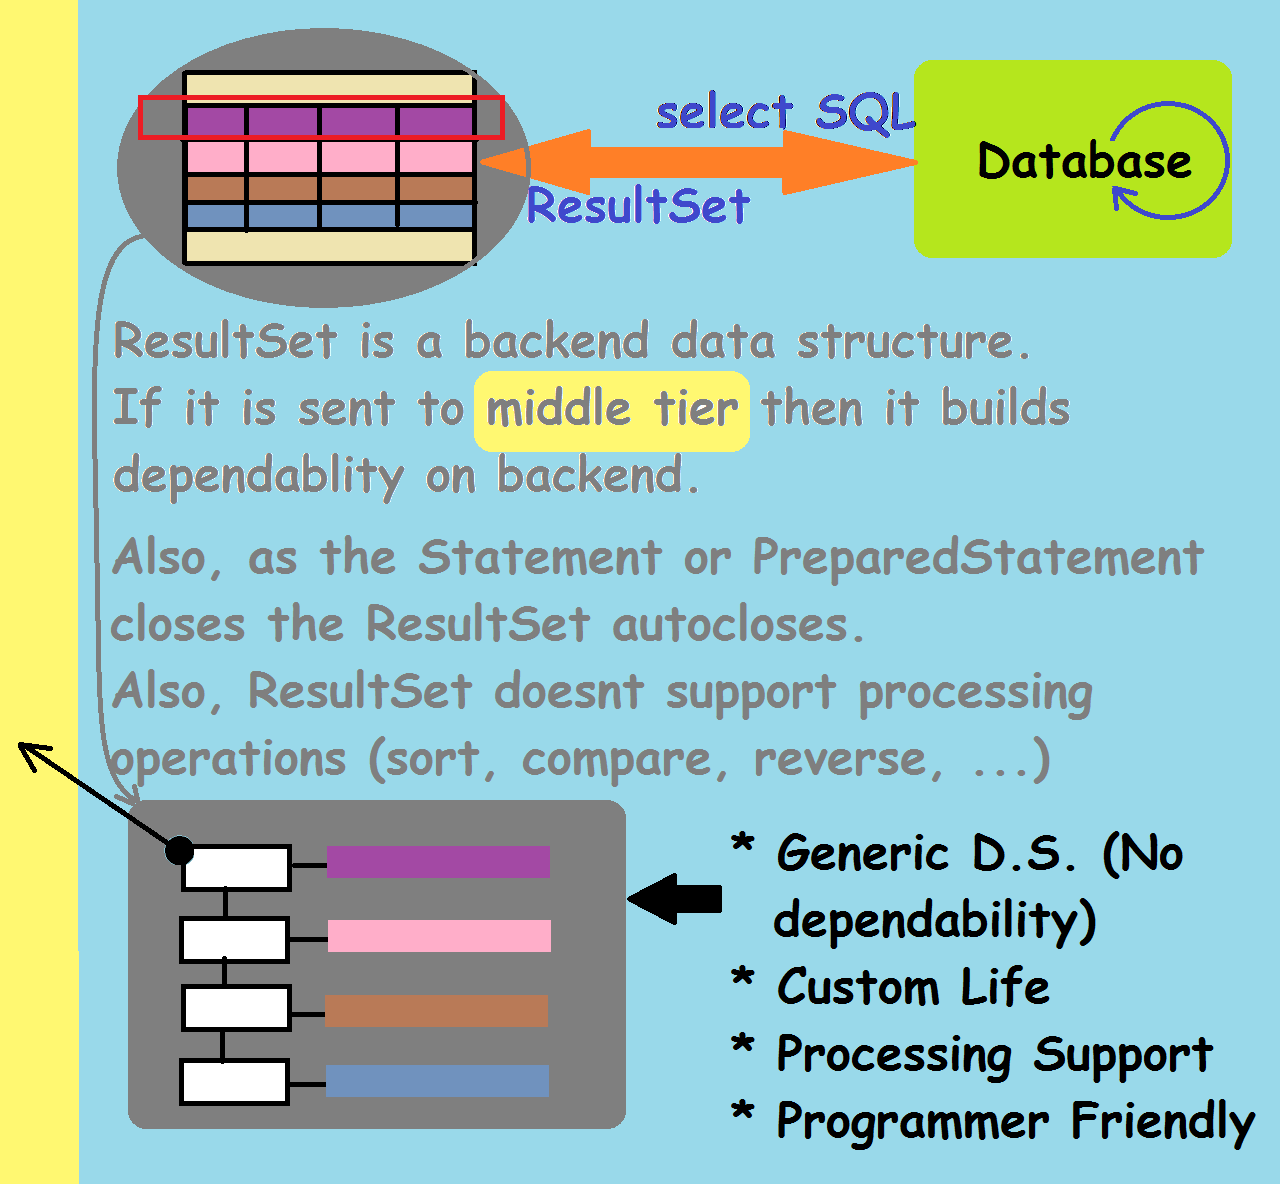 select SQL
Database
ResultSet
ResultSet is a backend data structure.
If it is sent to middle tier then it builds
dependablity on backend.
Also, as the Statement or PreparedStatement
closes the ResultSet autocloses.
Also, ResultSet doesnt support processing
operations (sort, compare, reverse, ...)
* Generic D.S. (No
dependability)
* Custom Life
* Processing Support
* Programmer Friendly